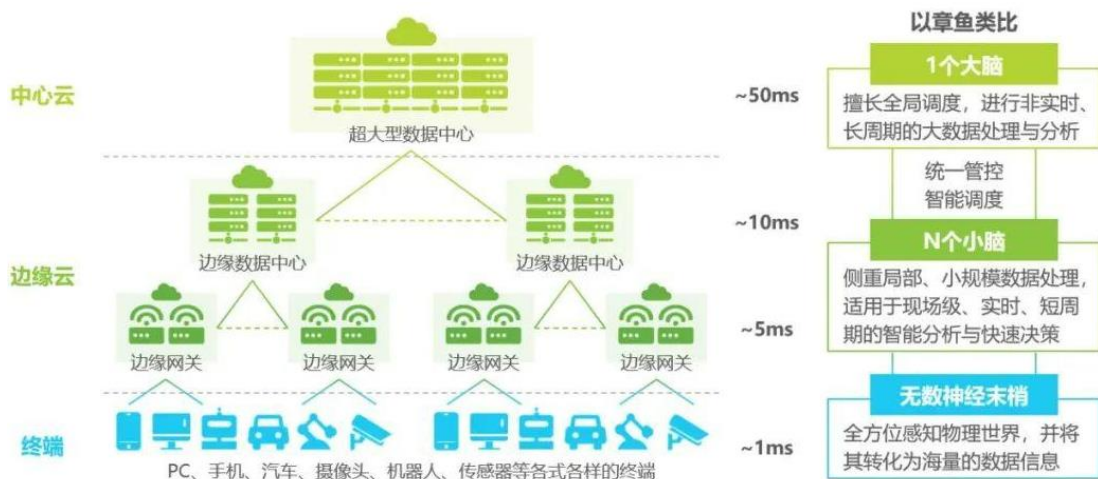 以章鱼类比
中心云
超大型数据中心
~50ms
1个大脑
擅长全局调度，进行非实时、
长周期的大数据处理与分析
统一管控
智能调度
边缘云
边缘数据中心
边缘数据中心
~10ms
N个小脑
侧重局部、小规模数据处理，
适用于现场级、实时、短周
期的智能分析与快速决策
边缘网关
边缘网关
边缘网关
边缘网关
~5ms
终端
PC、手机、汽车、摄像头、机器人、传感器等各式各样的终端
~1ms
无数神经末梢
全方位感知物理世界，并将
其转化为海量的数据信息